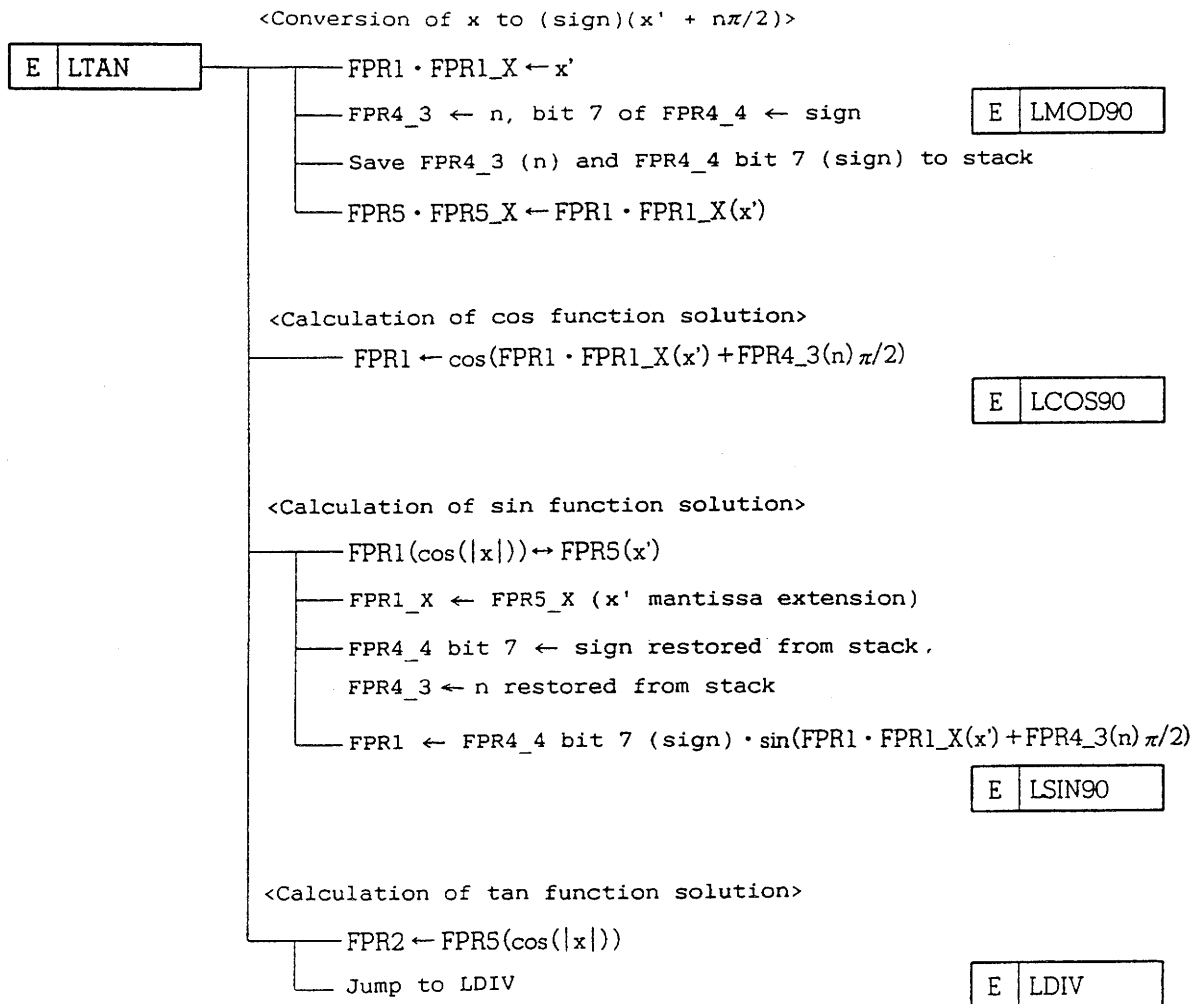 <Conversion of x to (sign)(x' + nπ/2)>
E LTAN
FPR1・FPR1_X ← x'
FPR4_3 ← n, bit 7 of FPR4_4 ← sign
E LMOD90
Save FPR4_3 (n) and FPR4_4 bit 7 (sign) to stack
FPR5・FPR5_X ← FPR1・FPR1_X(x')
<Calculation of cos function solution>
FPR1 ← cos(FPR1・FPR1_X(x') + FPR4_3(n) π/2)
E LCOS90
<Calculation of sin function solution>
FPR1(cos(|x|)) ↔ FPR5(x')
FPR1_X ← FPR5_X (x' mantissa extension)
FPR4_4 bit 7 ← sign restored from stack,
FPR4_3 ← n restored from stack
FPR1 ← FPR4_4 bit 7 (sign)・sin(FPR1・FPR1_X(x') + FPR4_3(n) π/2)
E LSIN90
<Calculation of tan function solution>
FPR2 ← FPR5(cos(|x|))
Jump to LDIV
E LDIV